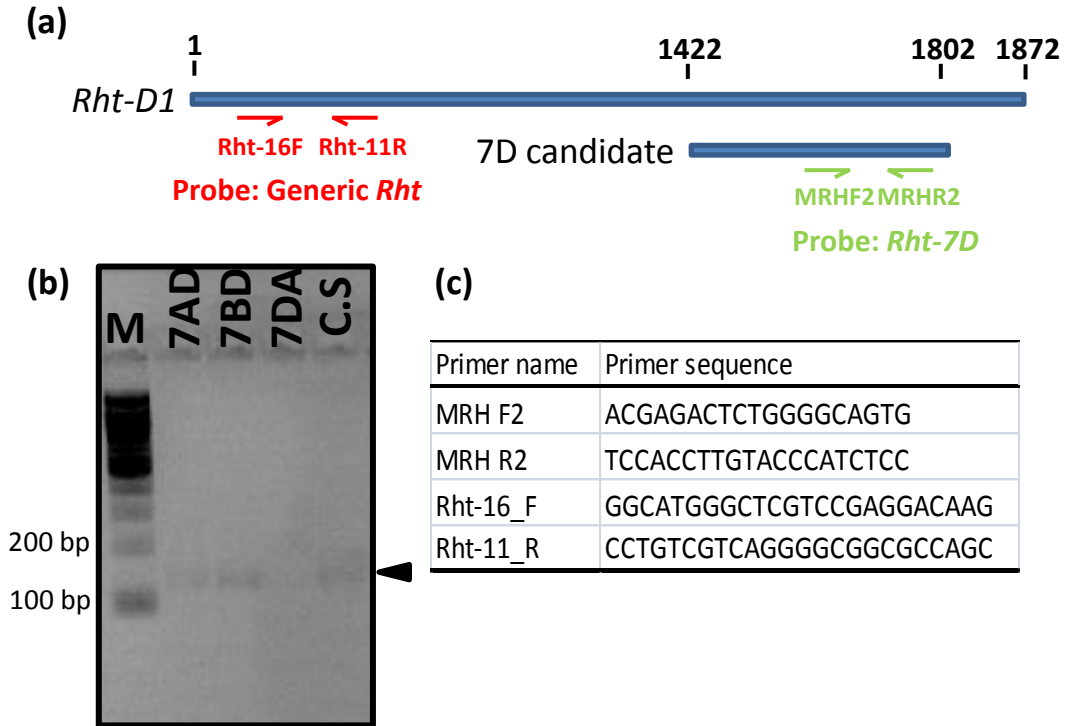 (a)
1 1422 1802 1872
Rht-D1
Rht-16F Rht-11R
Probe: Generic Rht
7D candidate
MRHF2 MRHR2
Probe: Rht-7D
(b)
M 7AD 7BD 7DA C.S
200 bp
100 bp
(c)
Primer name Primer sequence
MRH F2 ACGAGACTCTGGGGCAGTG
MRH R2 TCCACCTTGTACCCATCTCC
Rht-16_F GGCATGGGCTCGTCCGAGGACAAG
Rht-11_R CCTGTCGTCAGGGGCGGCGCCAGC